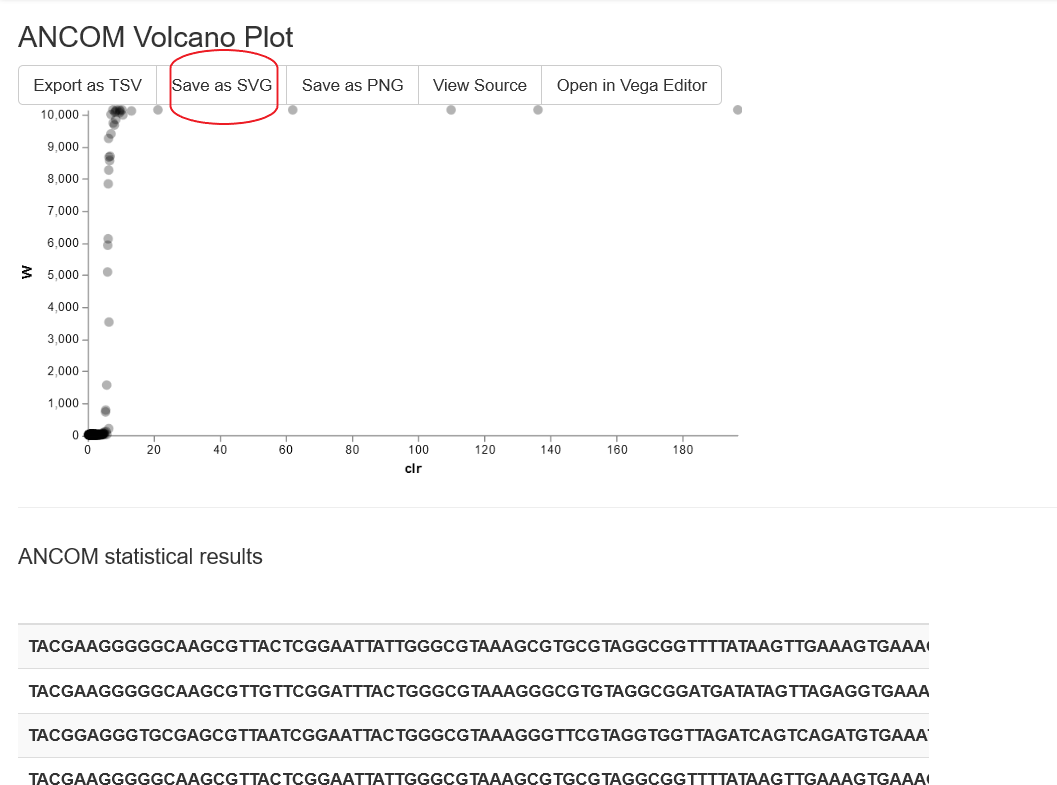 ANCOM Volcano Plot
Export as TSV Save as SVG Save as PNG View Source Open in Vega Editor
10,000
9,000
8,000
7,000
6,000
W 5,000
4,000
3,000
2,000
1,000
0
0 20 40 60 80 100 120 140 160 180
clr
ANCOM statistical results
TACGAAGGGGGCAAGCGTTACTCGGAATTATTGGGCGTAAAGCGTGCGTAGGCGGTTTTATAAGTTGAAAGTGAAA
TACGAAGGGGGCAAGCGTTGTTCGGATTTACTGGGCGTAAAGGGCGTGTAGGCGGATGATATAGTTAGAGGTGAAA
TACGGAGGGTGCGAGCGTTAATCGGAATTACTGGGCGTAAAGGGTTCGTAGGTGGTTAGATCAGTCAGATGTGAAA
TACGAAGGGGGCAAGCGTTACTCGGAATTATTGGGCGTAAAGCGTGCGTAGGCGGTTTTATAAGTTGAAAGTGAAA